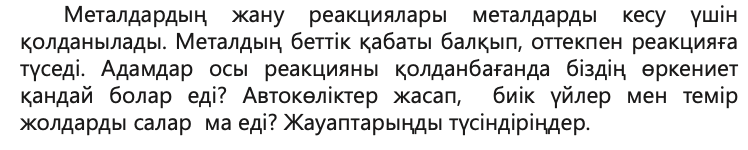 Металдардың жану реакциялары металдарды кесу үшін
қолданылады. Металдың беттік қабаты балқып, оттекпен реакцияға
түседі. Адамдар осы реакцияны қолданбағанда біздің өркениет
қандай болар еді? Автокөліктер жасап, биік үйлер мен темір
жолдарды салар ма еді? Жауаптарыңды түсіндіріңдер.